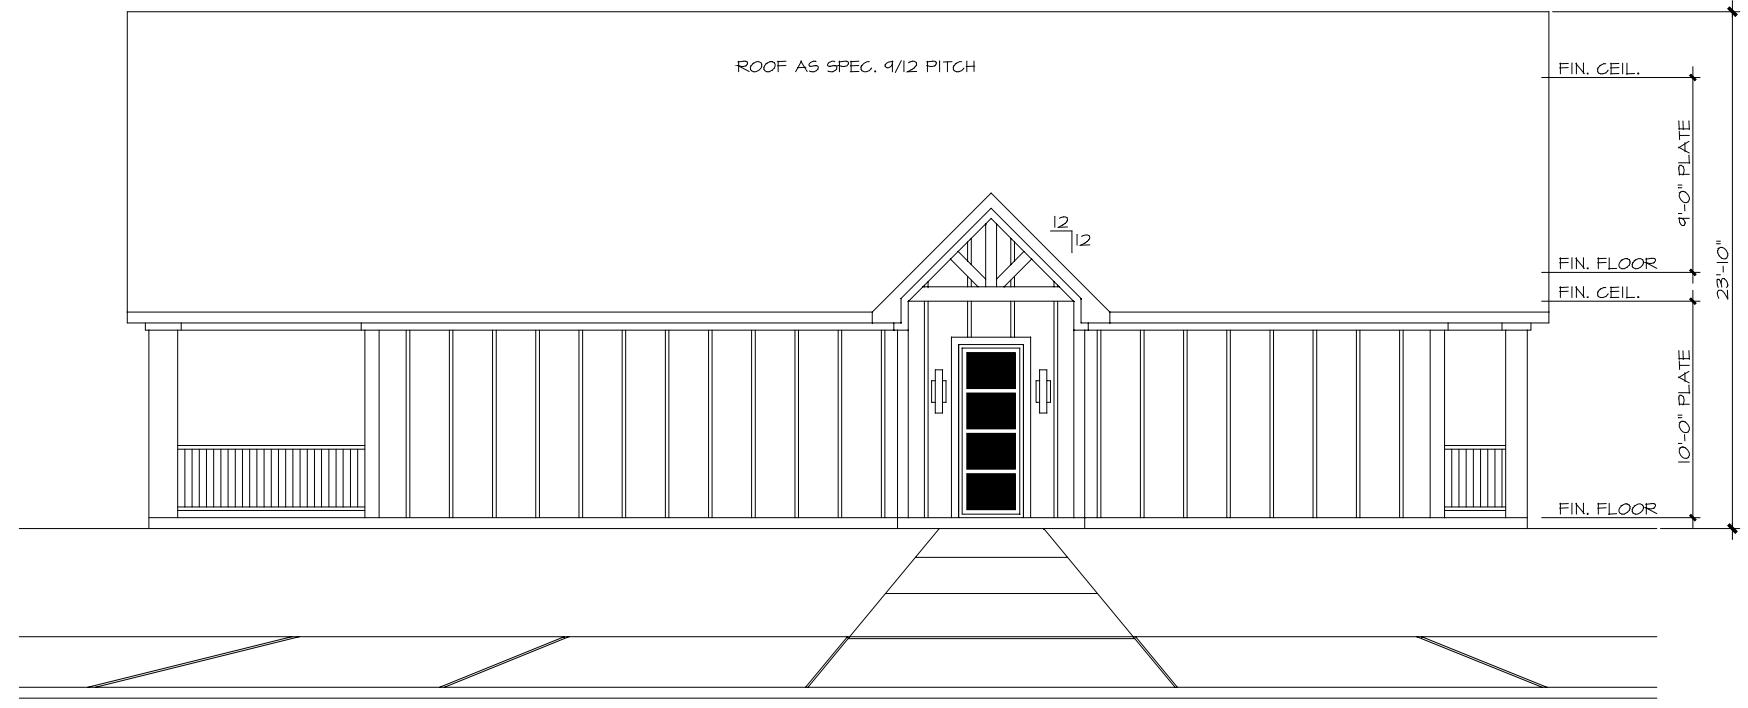 ROOF AS SPEC. 9/12 PITCH
FIN. CEIL.
9'-0" PLATE
12
12
23'-10"
FIN. FLOOR
FIN. CEIL.
10'-0" PLATE
FIN. FLOOR